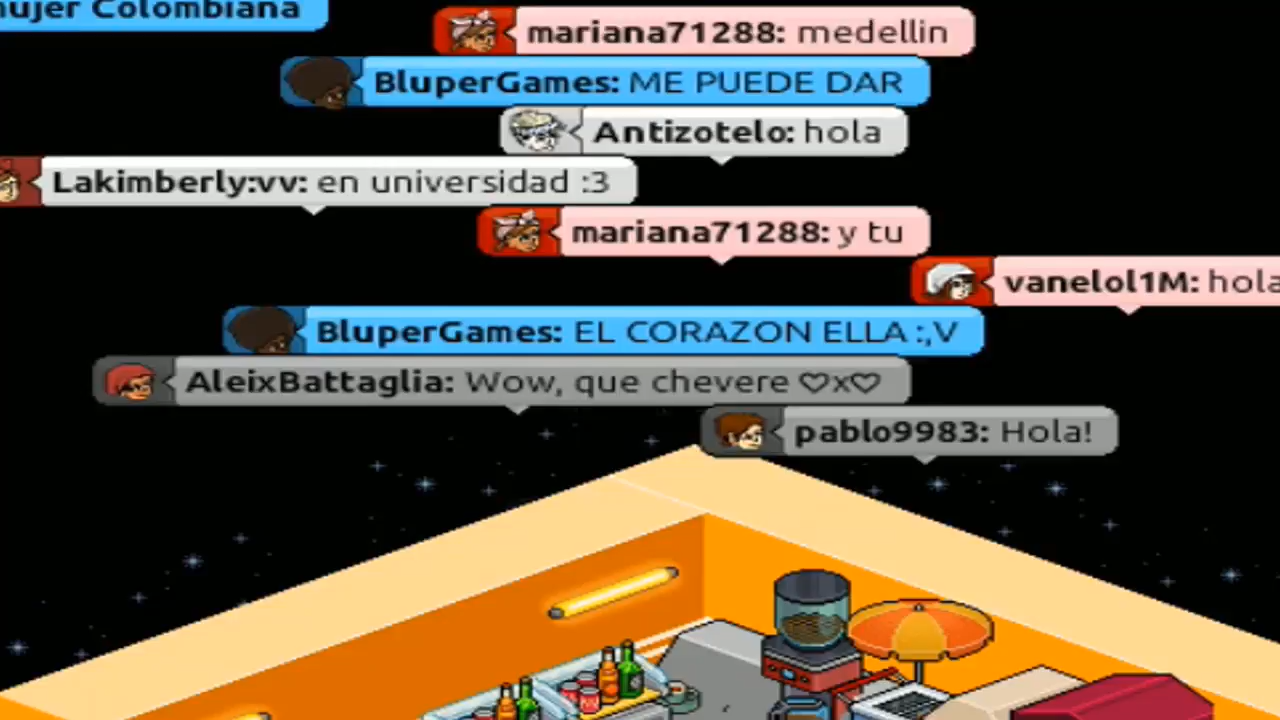 mujer Colombiana
mariana71288: medellin
BluperGames: ME PUEDE DAR
Antizotelo: hola
Lakimberly:vv: en universidad :3
mariana71288: y tu
vanelol1M: hola
BluperGames: EL CORAZON ELLA :,V
AleixBattaglia: Wow, que chevere ♡x♡
pablo9983: Hola!